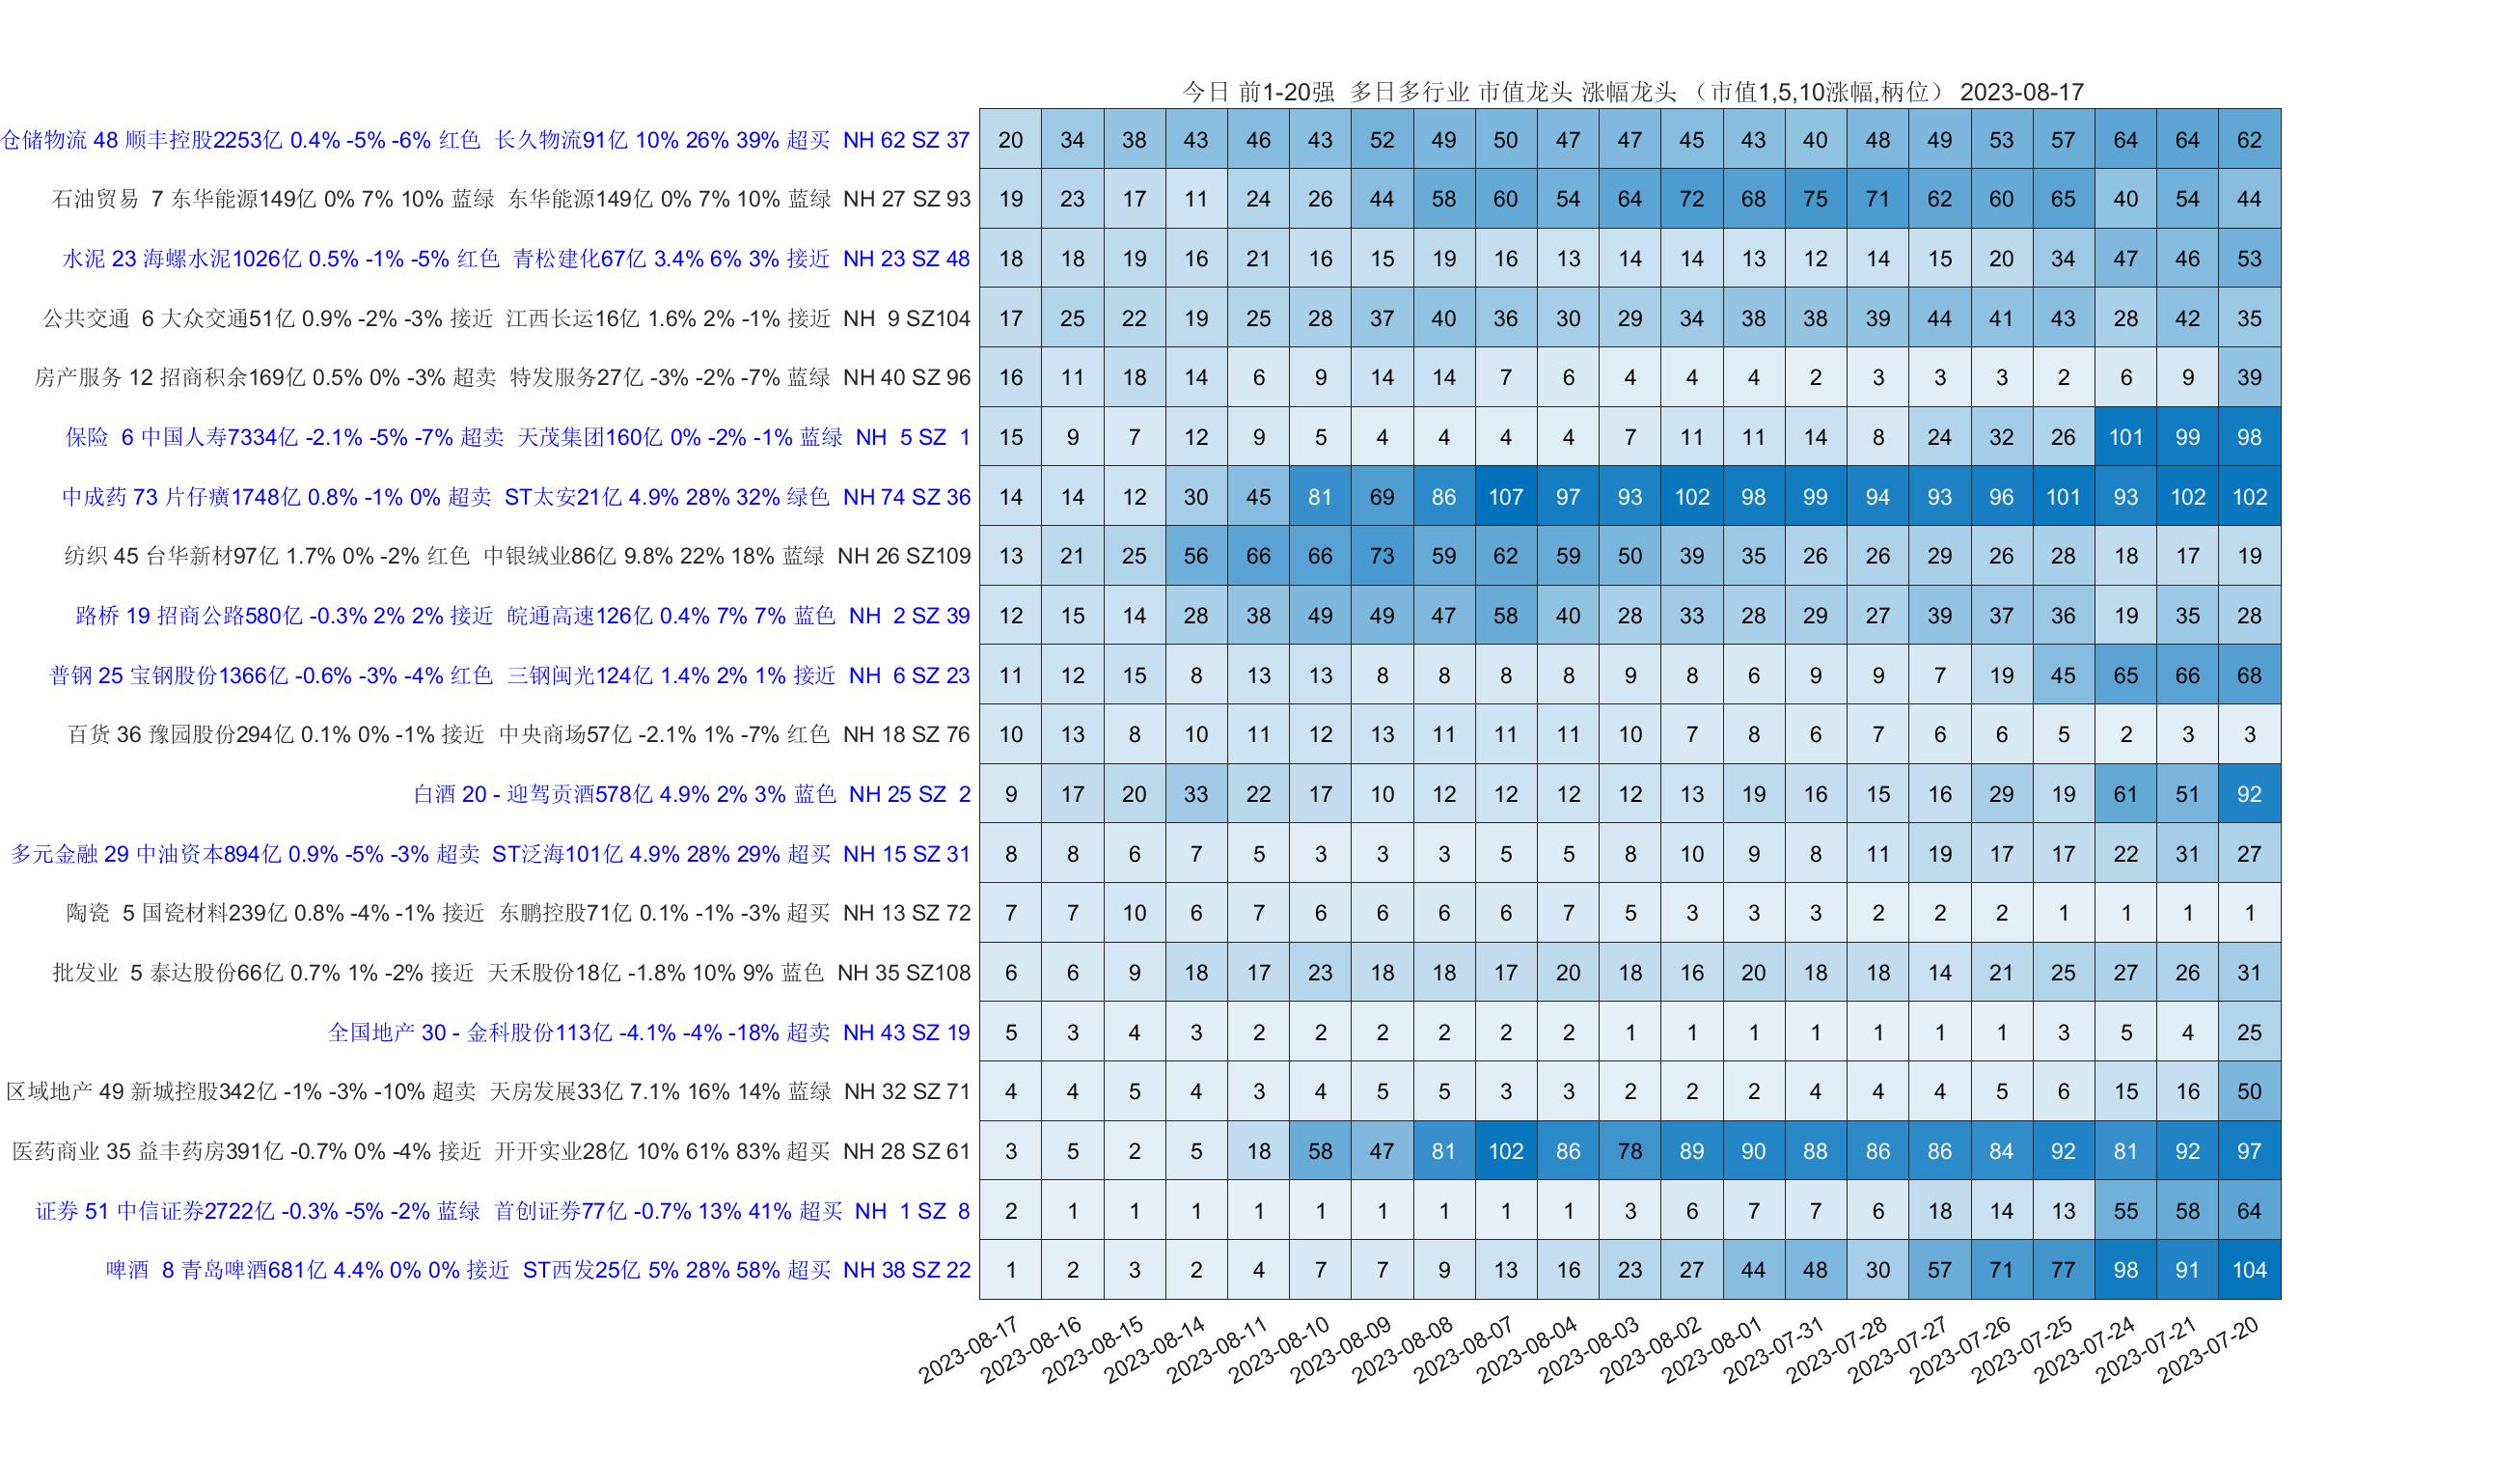 今日 前1-20强 多日多行业 市值龙头 涨幅龙头 （市值1,5,10涨幅,柄位） 2023-08-17
仓储物流 48 顺丰控股2253亿 0.4% -5% -6% 红色 长久物流91亿 10% 26% 39% 超买 NH 62 SZ 37 20 34 38 43 46 43 52 49 50 47 47 45 43 40 48 49 53 57 64 64 62
石油贸易 7 东华能源149亿 0% 7% 10% 蓝绿 东华能源149亿 0% 7% 10% 蓝绿 NH 27 SZ 93 19 23 17 11 24 26 44 58 60 54 64 72 68 75 71 62 60 65 40 54 44
水泥 23 海螺水泥1026亿 0.5% -1% -5% 红色 青松建化67亿 3.4% 6% 3% 接近 NH 23 SZ 48 18 18 19 16 21 16 15 19 16 13 14 14 13 12 14 15 20 34 47 46 53
公共交通 6 大众交通51亿 0.9% -2% -3% 接近 江西长运16亿 1.6% 2% -1% 接近 NH 9 SZ104 17 25 22 19 25 28 37 40 36 30 29 34 38 38 39 44 41 43 28 42 35
房产服务 12 招商积余169亿 0.5% 0% -3% 超卖 特发服务27亿 -3% -2% -7% 蓝绿 NH 40 SZ 96 16 11 18 14 6 9 14 14 7 6 4 4 4 2 3 3 3 2 6 9 39
保险 6 中国人寿7334亿 -2.1% -5% -7% 超卖 天茂集团160亿 0% -2% -1% 蓝绿 NH 5 SZ 1 15 9 7 12 9 5 4 4 4 4 7 11 11 14 8 24 32 26 101 99 98
中成药 73 片仔癀1748亿 0.8% -1% 0% 超卖 ST太安21亿 4.9% 28% 32% 绿色 NH 74 SZ 36 14 14 12 30 45 81 69 86 107 97 93 102 98 99 94 93 96 101 93 102 102
纺织 45 台华新材97亿 1.7% 0% -2% 红色 中银绒业86亿 9.8% 22% 18% 蓝绿 NH 26 SZ109 13 21 25 56 66 66 73 59 62 59 50 39 35 26 26 29 26 28 18 17 19
路桥 19 招商公路580亿 -0.3% 2% 2% 接近 皖通高速126亿 0.4% 7% 7% 蓝色 NH 2 SZ 39 12 15 14 28 38 49 49 47 58 40 28 33 28 29 27 39 37 36 19 35 28
普钢 25 宝钢股份1366亿 -0.6% -3% -4% 红色 三钢闽光124亿 1.4% 2% 1% 接近 NH 6 SZ 23 11 12 15 8 13 13 8 8 8 8 9 8 6 9 9 7 19 45 65 66 68
百货 36 豫园股份294亿 0.1% 0% -1% 接近 中央商场57亿 -2.1% 1% -7% 红色 NH 18 SZ 76 10 13 8 10 11 12 13 11 11 11 10 7 8 6 7 6 6 5 2 3 3
白酒 20 - 迎驾贡酒578亿 4.9% 2% 3% 蓝色 NH 25 SZ 2 9 17 20 33 22 17 10 12 12 12 12 13 19 16 15 16 29 19 61 51 92
多元金融 29 中油资本894亿 0.9% -5% -3% 超卖 ST泛海101亿 4.9% 28% 29% 超买 NH 15 SZ 31 8 8 6 7 5 3 3 3 5 5 8 10 9 8 11 19 17 17 22 31 27
陶瓷 5 国瓷材料239亿 0.8% -4% -1% 接近 东鹏控股71亿 0.1% -1% -3% 超买 NH 13 SZ 72 7 7 10 6 7 6 6 6 6 7 5 3 3 3 2 2 2 1 1 1 1
批发业 5 泰达股份66亿 0.7% 1% -2% 接近 天禾股份18亿 -1.8% 10% 9% 蓝色 NH 35 SZ108 6 6 9 18 17 23 18 18 17 20 18 16 20 18 18 14 21 25 27 26 31
全国地产 30 - 金科股份113亿 -4.1% -4% -18% 超卖 NH 43 SZ 19 5 3 4 3 2 2 2 2 2 2 1 1 1 1 1 1 1 3 5 4 25
区域地产 49 新城控股342亿 -1% -3% -10% 超卖 天房发展33亿 7.1% 16% 14% 蓝绿 NH 32 SZ 71 4 4 5 4 3 4 5 5 3 3 2 2 2 4 4 4 5 6 15 16 50
医药商业 35 益丰药房391亿 -0.7% 0% -4% 接近 开开实业28亿 10% 61% 83% 超买 NH 28 SZ 61 3 5 2 5 18 58 47 81 102 86 78 89 90 88 86 86 84 92 81 92 97
证券 51 中信证券2722亿 -0.3% -5% -2% 蓝绿 首创证券77亿 -0.7% 13% 41% 超买 NH 1 SZ 8 2 1 1 1 1 1 1 1 1 1 3 6 7 7 6 18 14 13 55 58 64
啤酒 8 青岛啤酒681亿 4.4% 0% 0% 接近 ST西发25亿 5% 28% 58% 超买 NH 38 SZ 22 1 2 3 2 4 7 7 9 13 16 23 27 44 48 30 57 71 77 98 91 104
2023-08-17 2023-08-16 2023-08-15 2023-08-14 2023-08-11 2023-08-10 2023-08-09 2023-08-08 2023-08-07 2023-08-04 2023-08-03 2023-08-02 2023-08-01 2023-07-31 2023-07-28 2023-07-27 2023-07-26 2023-07-25 2023-07-24 2023-07-21 2023-07-20